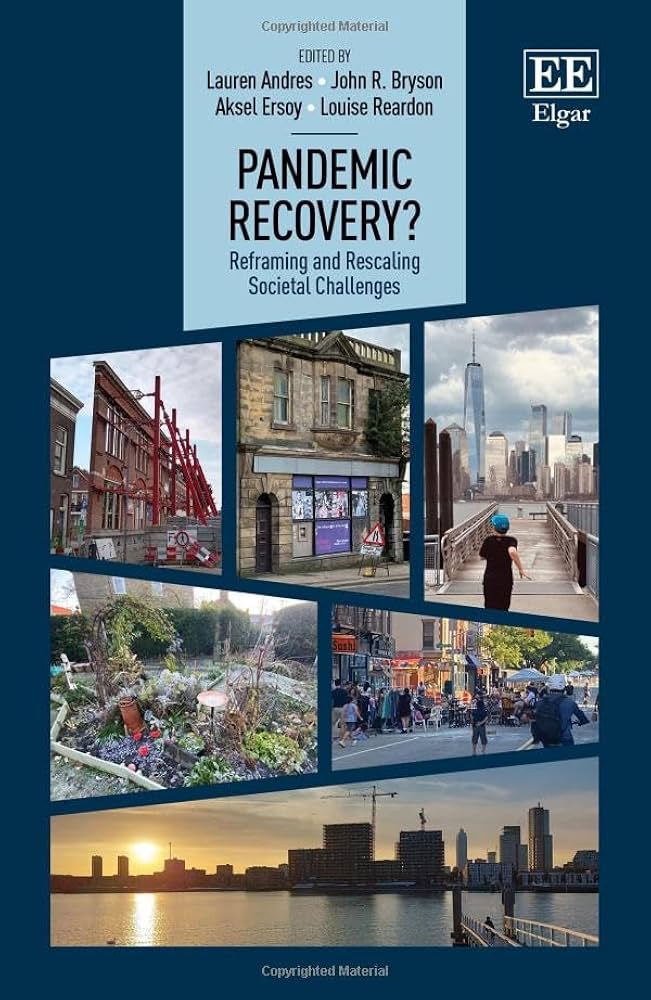 Copyrighted Material
EDITED BY
Lauren Andres • John R. Bryson
Aksel Ersoy • Louise Reardon
EE
Elgar
PANDEMIC
RECOVERY?
Reframing and Rescaling
Societal Challenges
Sushi
Copyrighted Material